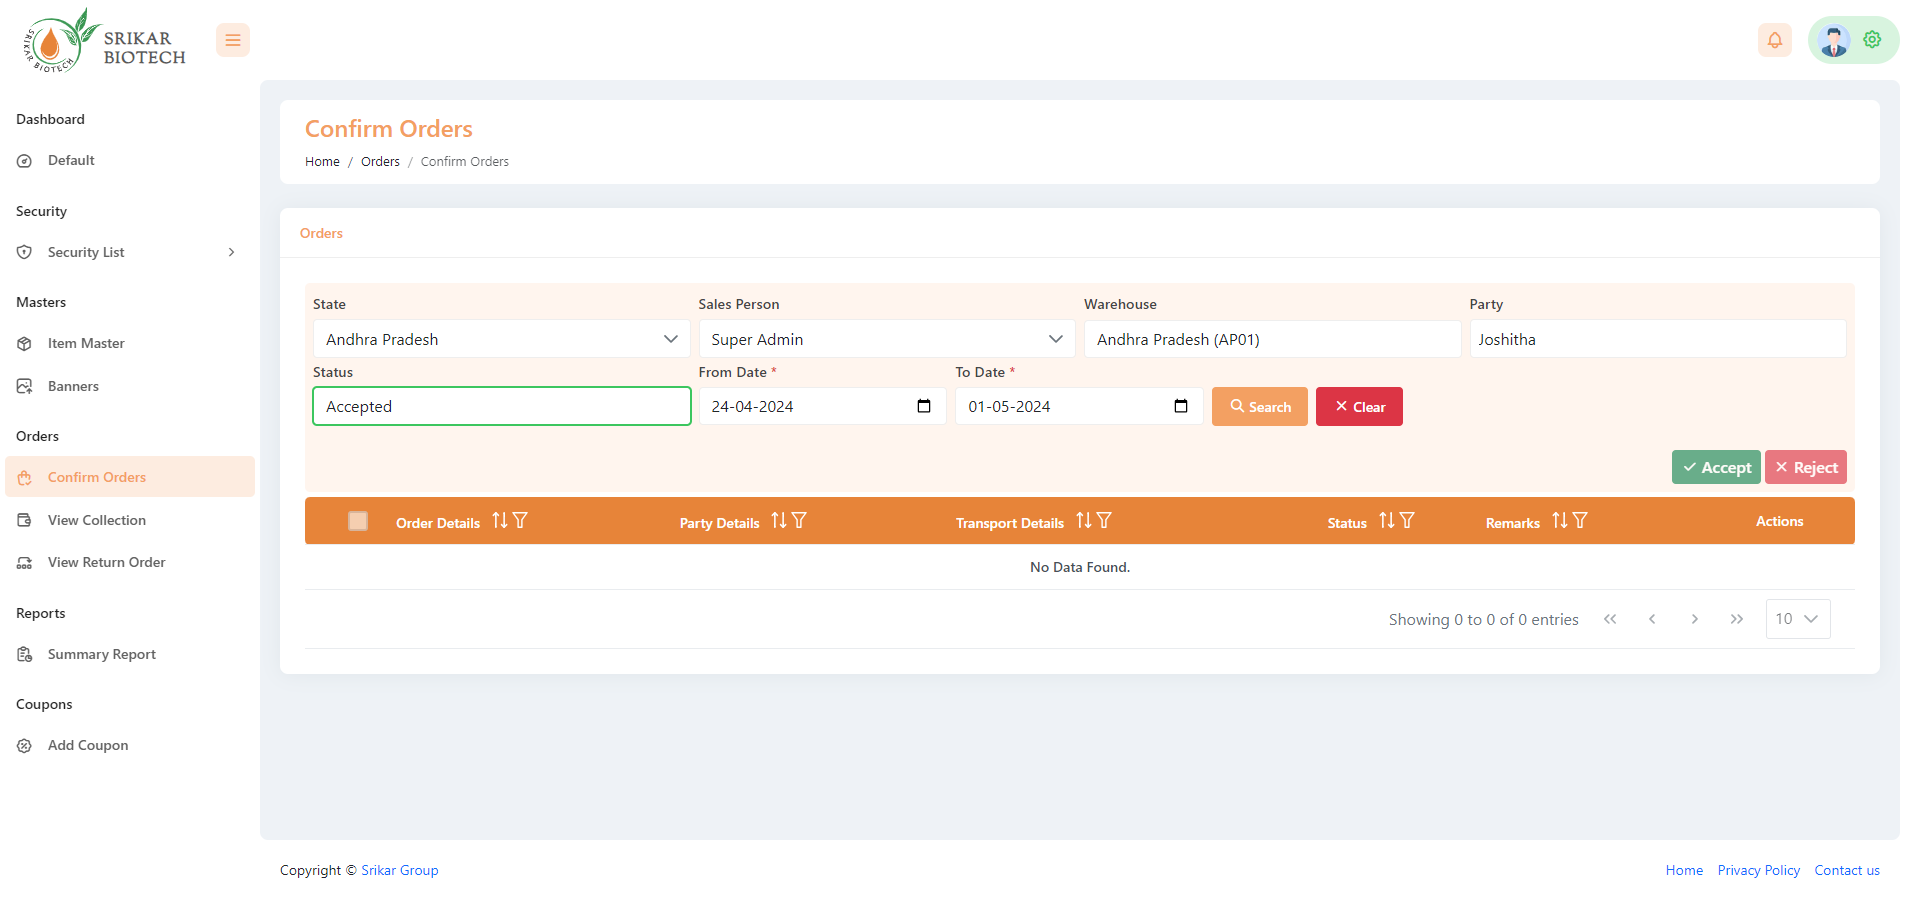 SRIKAR BIOTECH
SRIKAR
BIOTECH
Dashboard
Default
Security
Security List
Masters
Item Master
Banners
Orders
Confirm Orders
View Collection
View Return Order
Reports
Summary Report
Coupons
Add Coupon
Confirm Orders
Home / Orders / Confirm Orders
Orders
State Sales Person Warehouse Party
Andhra Pradesh Super Admin Andhra Pradesh (AP01) Joshitha
Status From Date * To Date *
Accepted 24-04-2024 01-05-2024 Search Clear
Accept Reject
Order Details Party Details Transport Details Status Remarks Actions
No Data Found.
Showing 0 to 0 of 0 entries 10
Copyright © Srikar Group
Home Privacy Policy Contact us